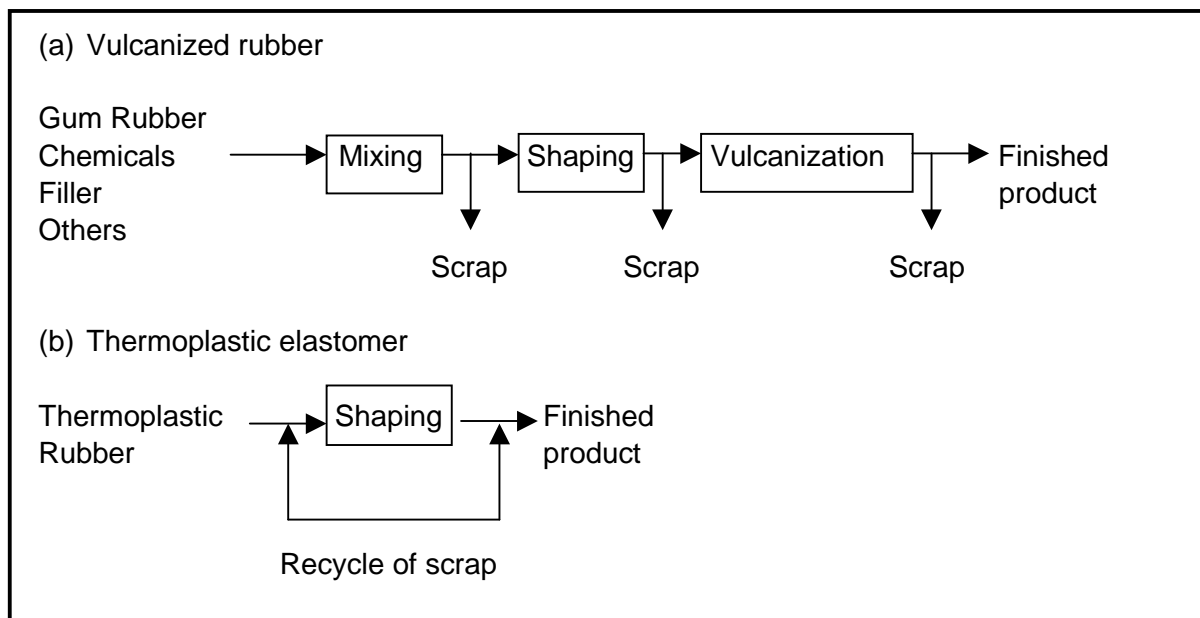 (a) Vulcanized rubber
Gum Rubber
Chemicals
Filler
Others
Mixing
Shaping
Vulcanization
Finished
product
Scrap
Scrap
Scrap
(b) Thermoplastic elastomer
Thermoplastic
Rubber
Shaping
Finished
product
Recycle of scrap